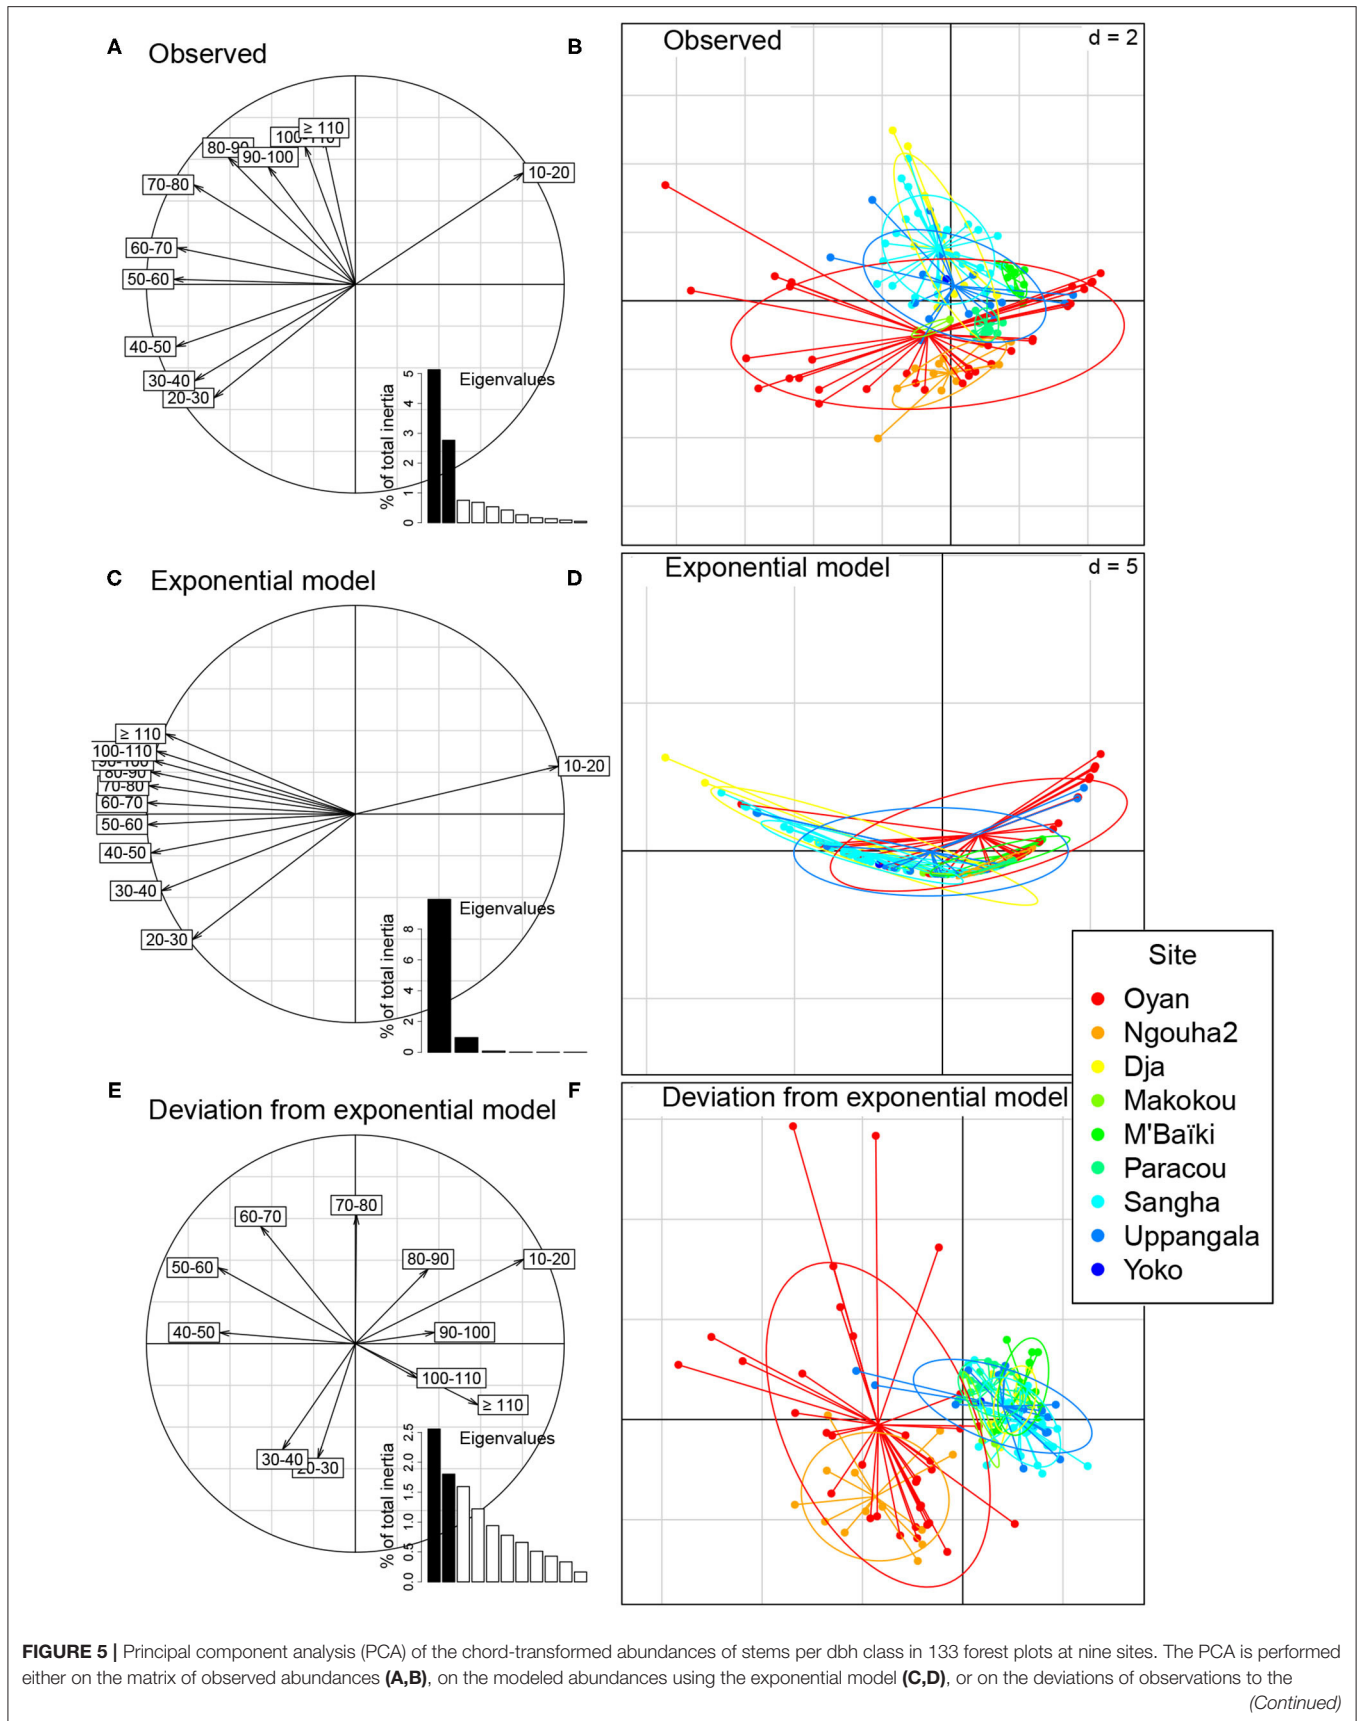 A Observed
≥ 110
100-110
80-90
90-100
70-80
10-20
60-70
50-60
40-50
30-40
20-30
Eigenvalues
% of total inertia
0 1 2 3 4 5
B Observed
d = 2
C Exponential model
≥ 110
100-110
90-100
80-90
70-80
60-70
50-60
40-50
30-40
20-30
10-20
Eigenvalues
% of total inertia
0 2 4 6 8
D Exponential model
d = 5
Site
Oyan
Ngouha2
Dja
Makokou
M'Baïki
Paracou
Sangha
Uppangala
Yoko
E Deviation from exponential model
70-80
60-70
80-90
10-20
50-60
40-50
90-100
100-110
≥ 110
30-40
20-30
Eigenvalues
% of total inertia
0.0 0.5 1.0 1.5 2.0 2.5
F Deviation from exponential model
FIGURE 5 | Principal component analysis (PCA) of the chord-transformed abundances of stems per dbh class in 133 forest plots at nine sites. The PCA is performed
either on the matrix of observed abundances (A,B), on the modeled abundances using the exponential model (C,D), or on the deviations of observations to the
(Continued)